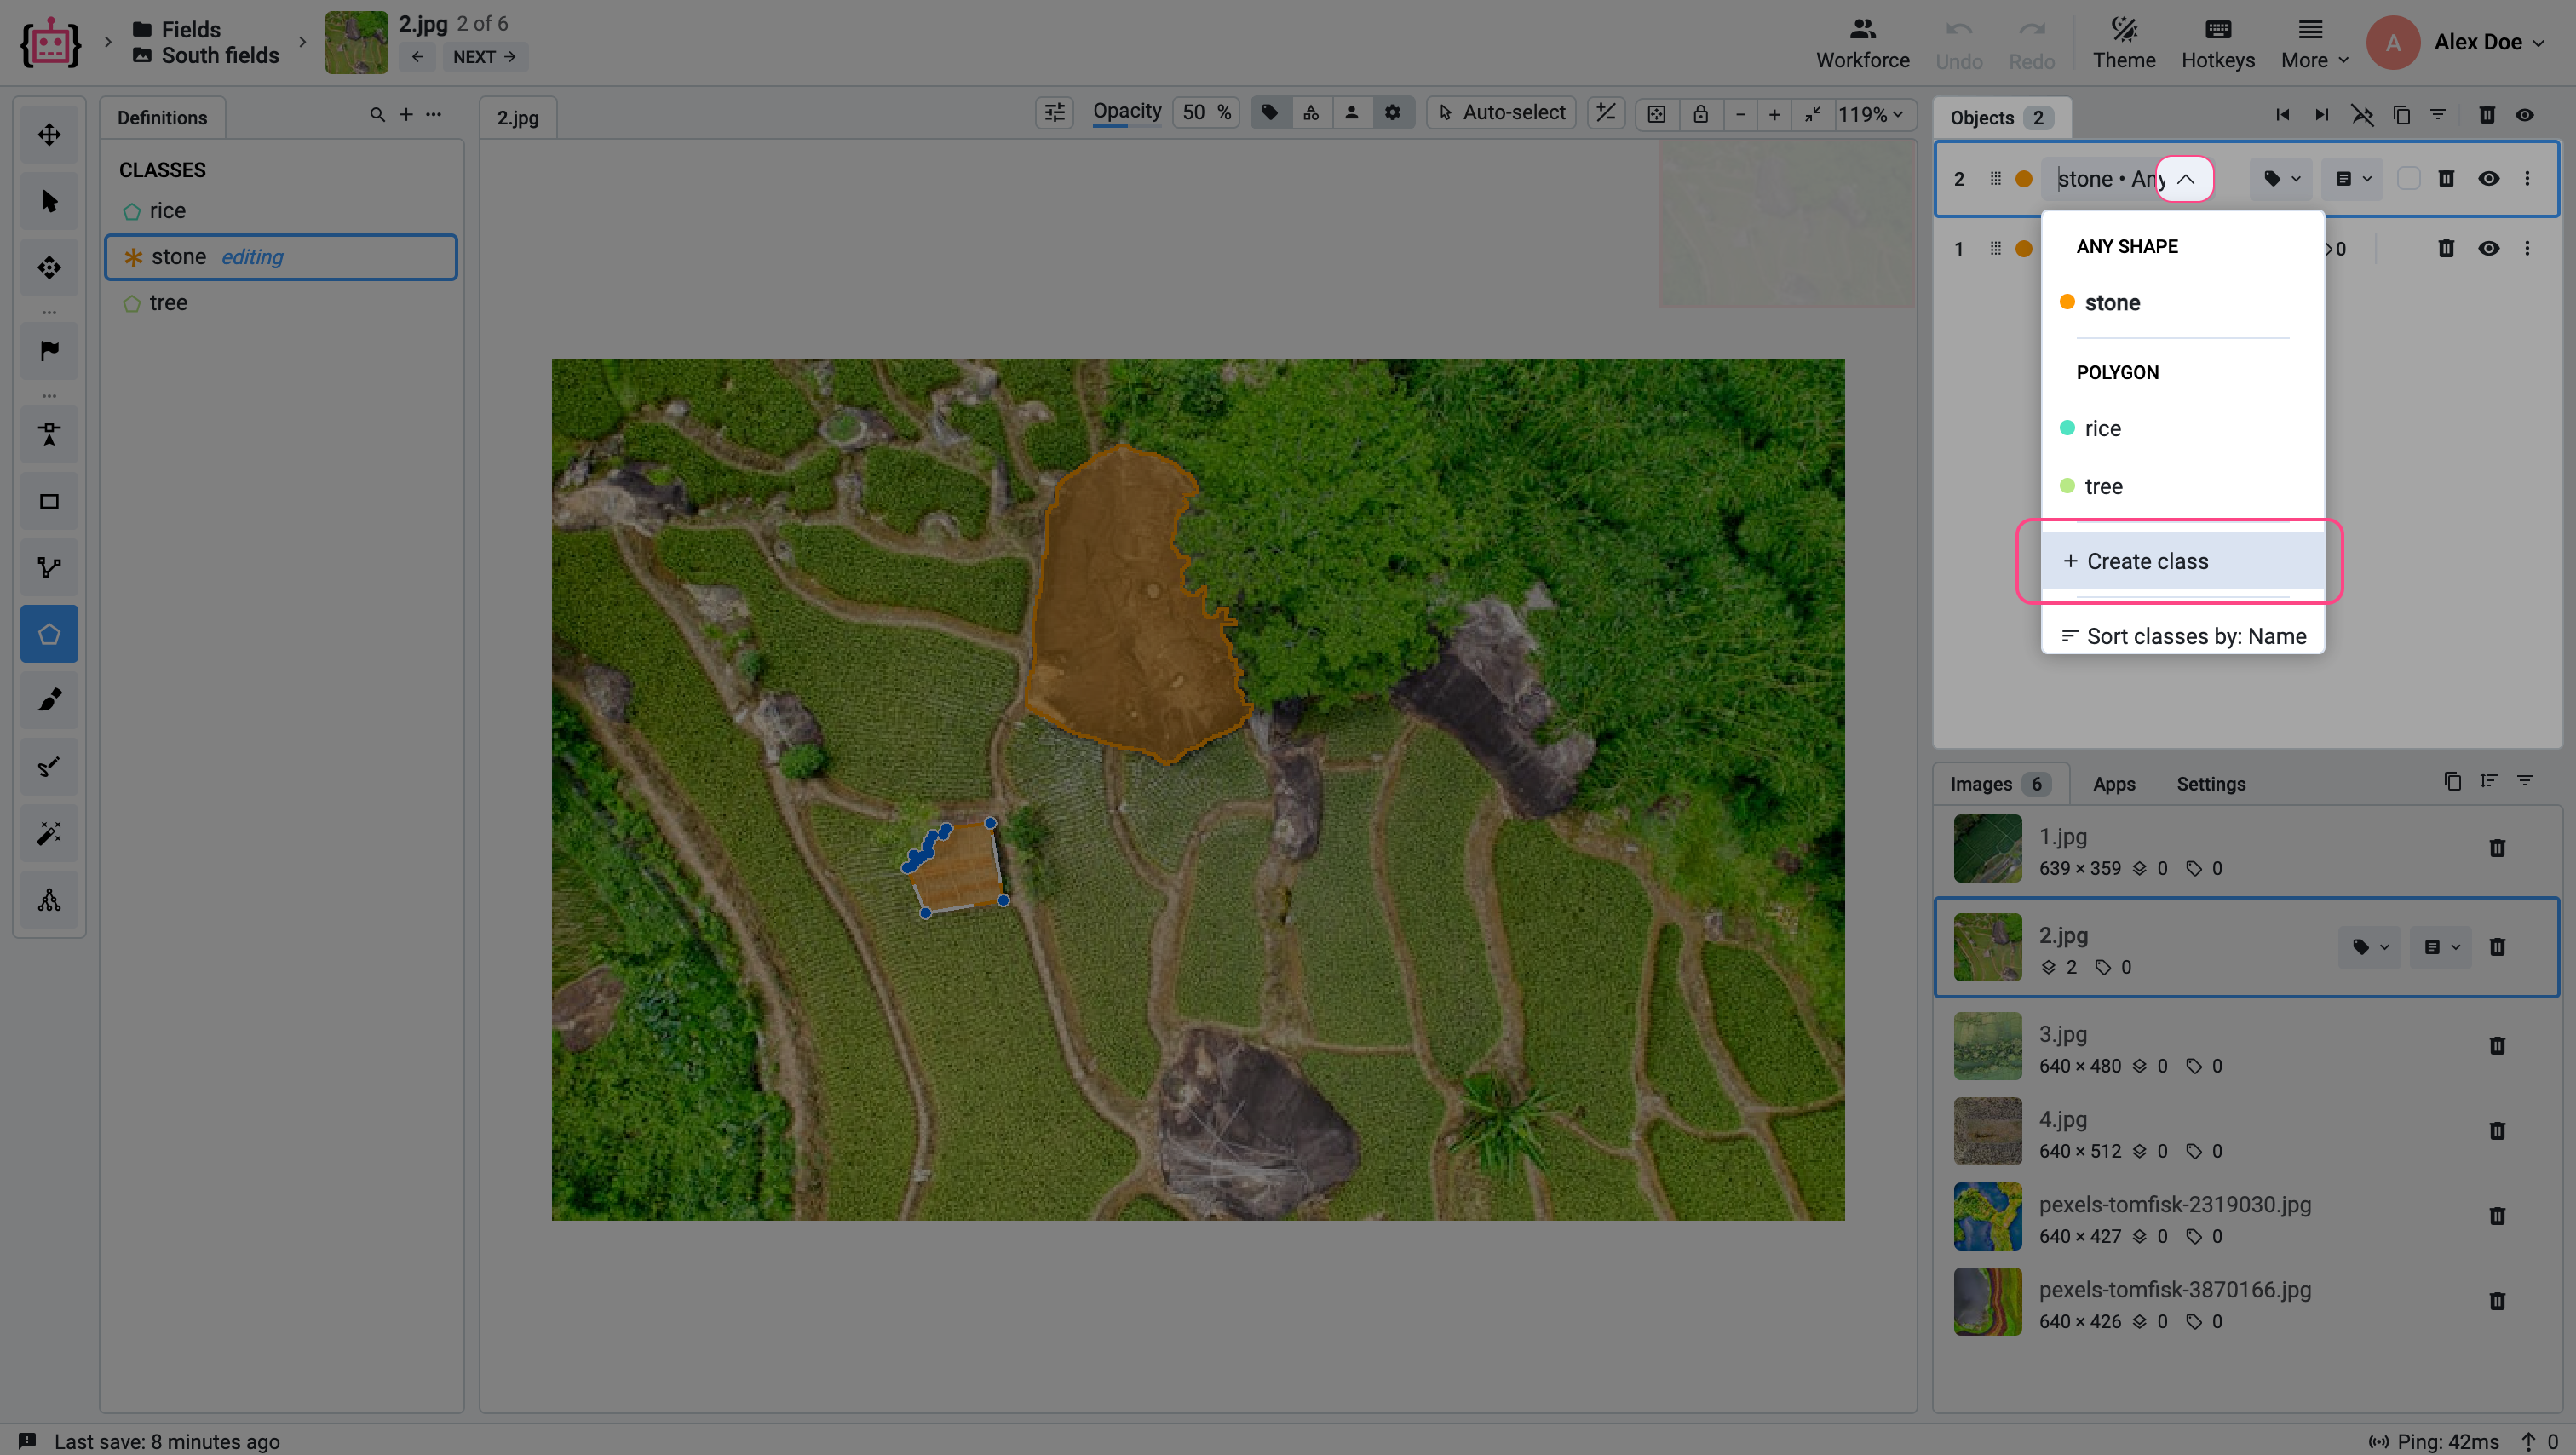 Fields
South fields
2.jpg 2 of 6
NEXT
Workforce
Undo
Redo
Theme
Hotkeys
More
A
Alex Doe
Definitions
CLASSES
rice
stone editing
tree
2.jpg
Opacity 50 %
Auto-select
119%
Objects 2
2 stone • Any
1 0
ANY SHAPE
stone
POLYGON
rice
tree
+ Create class
Sort classes by: Name
Images 6
Apps
Settings
1.jpg
639 × 359 0 0
2.jpg
2 0
3.jpg
640 × 480 0 0
4.jpg
640 × 512 0 0
pexels-tomfisk-2319030.jpg
640 × 427 0 0
pexels-tomfisk-3870166.jpg
640 × 426 0 0
Last save: 8 minutes ago
Ping: 42ms 0